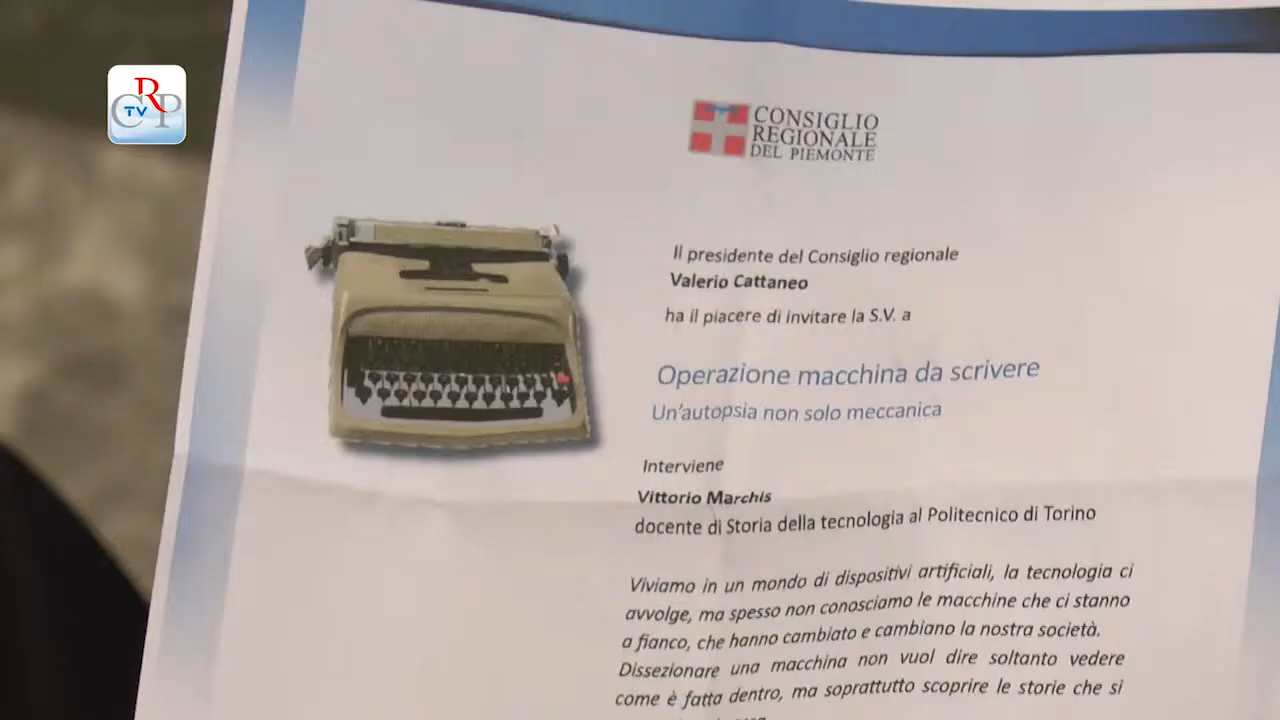 CRP
TV
CONSIGLIO
REGIONALE
DEL PIEMONTE
Il presidente del Consiglio regionale
Valerio Cattaneo
ha il piacere di invitare la S.V. a
Operazione macchina da scrivere
Un'autopsia non solo meccanica
Interviene
Vittorio Marchis
docente di Storia della tecnologia al Politecnico di Torino
Viviamo in un mondo di dispositivi artificiali, la tecnologia ci
avvolge, ma spesso non conosciamo le macchine che ci stanno
a fianco, che hanno cambiato e cambiano la nostra società.
Dissezionare una macchina non vuol dire soltanto vedere
come è fatta dentro, ma soprattutto scoprire le storie che si